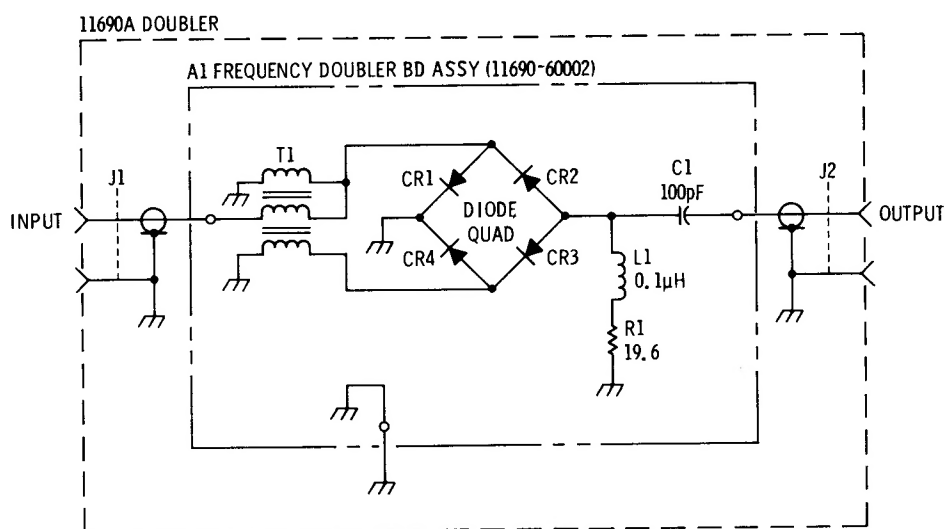 11690A DOUBLER
A1 FREQUENCY DOUBLER BD ASSY (11690-60002)
T1
J1
INPUT
CR1
CR2
DIODE
QUAD
CR4
CR3
C1
100pF
J2
OUTPUT
L1
0.1µH
R1
19.6